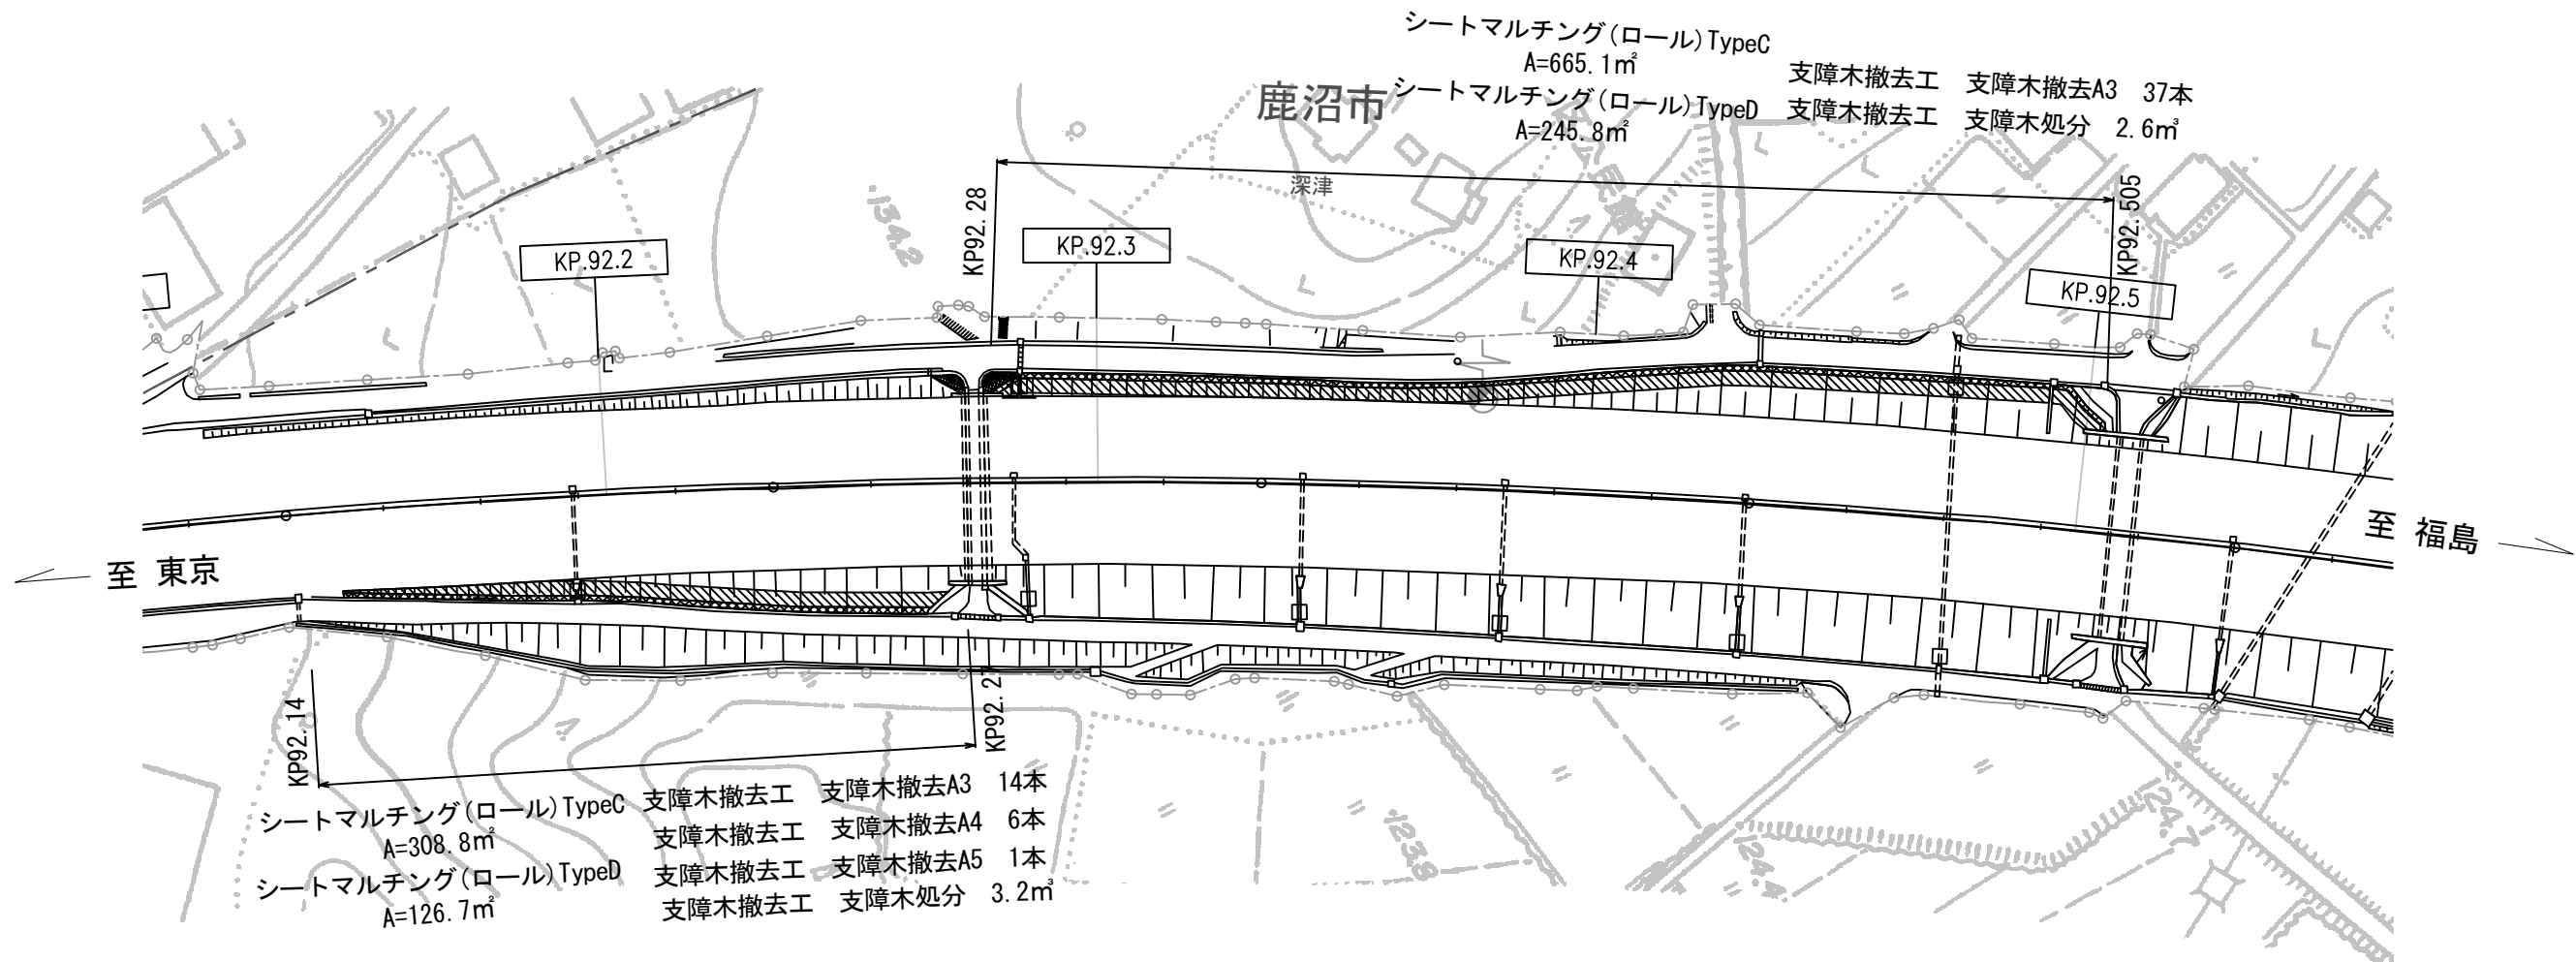 シートマルチング(ロール)TypeC
A=665.1㎡
シートマルチング(ロール)TypeD
A=245.8㎡
支障木撤去工 支障木撤去A3 37本
支障木撤去工 支障木処分 2.6㎥
鹿沼市
深津
134.2
KP92.28
KP92.505
KP.92.2
KP.92.3
KP.92.4
KP.92.5
至 東京
至 福島
KP92.14
KP92.27
シートマルチング(ロール)TypeC
A=308.8㎡
シートマルチング(ロール)TypeD
A=126.7㎡
支障木撤去工 支障木撤去A3 14本
支障木撤去工 支障木撤去A4 6本
支障木撤去工 支障木撤去A5 1本
支障木撤去工 支障木処分 3.2㎥
123.8
124.4
124.7